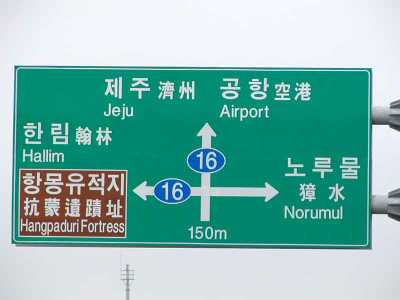 제주 濟州
Jeju
공항 空港
Airport
한림 翰林
Hallim
16
항몽유적지
抗蒙遺蹟址
Hangpaduri Fortress
16
노루물
獐水
Norumul
150m